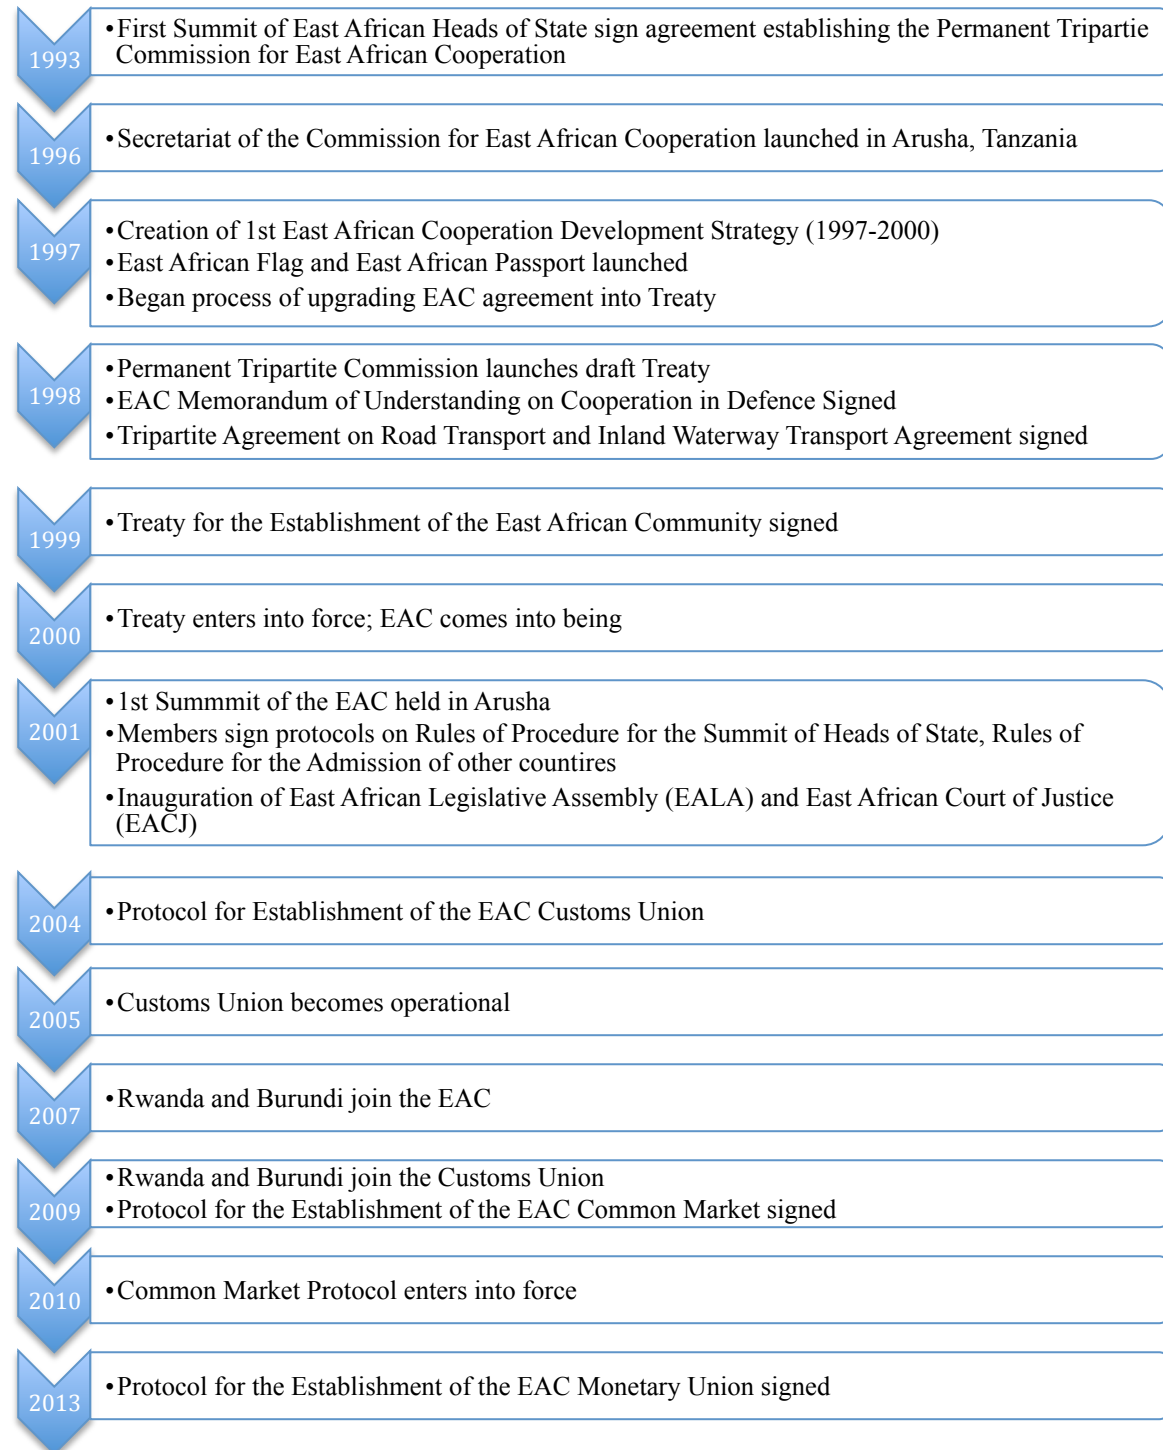 1993
•First Summit of East African Heads of State sign agreement establishing the Permanent Tripartie
Commission for East African Cooperation
1996
•Secretariat of the Commission for East African Cooperation launched in Arusha, Tanzania
1997
•Creation of 1st East African Cooperation Development Strategy (1997-2000)
•East African Flag and East African Passport launched
•Began process of upgrading EAC agreement into Treaty
1998
•Permanent Tripartite Commission launches draft Treaty
•EAC Memorandum of Understanding on Cooperation in Defence Signed
•Tripartite Agreement on Road Transport and Inland Waterway Transport Agreement signed
1999
•Treaty for the Establishment of the East African Community signed
2000
•Treaty enters into force; EAC comes into being
2001
•1st Summmit of the EAC held in Arusha
•Members sign protocols on Rules of Procedure for the Summit of Heads of State, Rules of
Procedure for the Admission of other countires
•Inauguration of East African Legislative Assembly (EALA) and East African Court of Justice
(EACJ)
2004
•Protocol for Establishment of the EAC Customs Union
2005
•Customs Union becomes operational
2007
•Rwanda and Burundi join the EAC
2009
•Rwanda and Burundi join the Customs Union
•Protocol for the Establishment of the EAC Common Market signed
2010
•Common Market Protocol enters into force
2013
•Protocol for the Establishment of the EAC Monetary Union signed